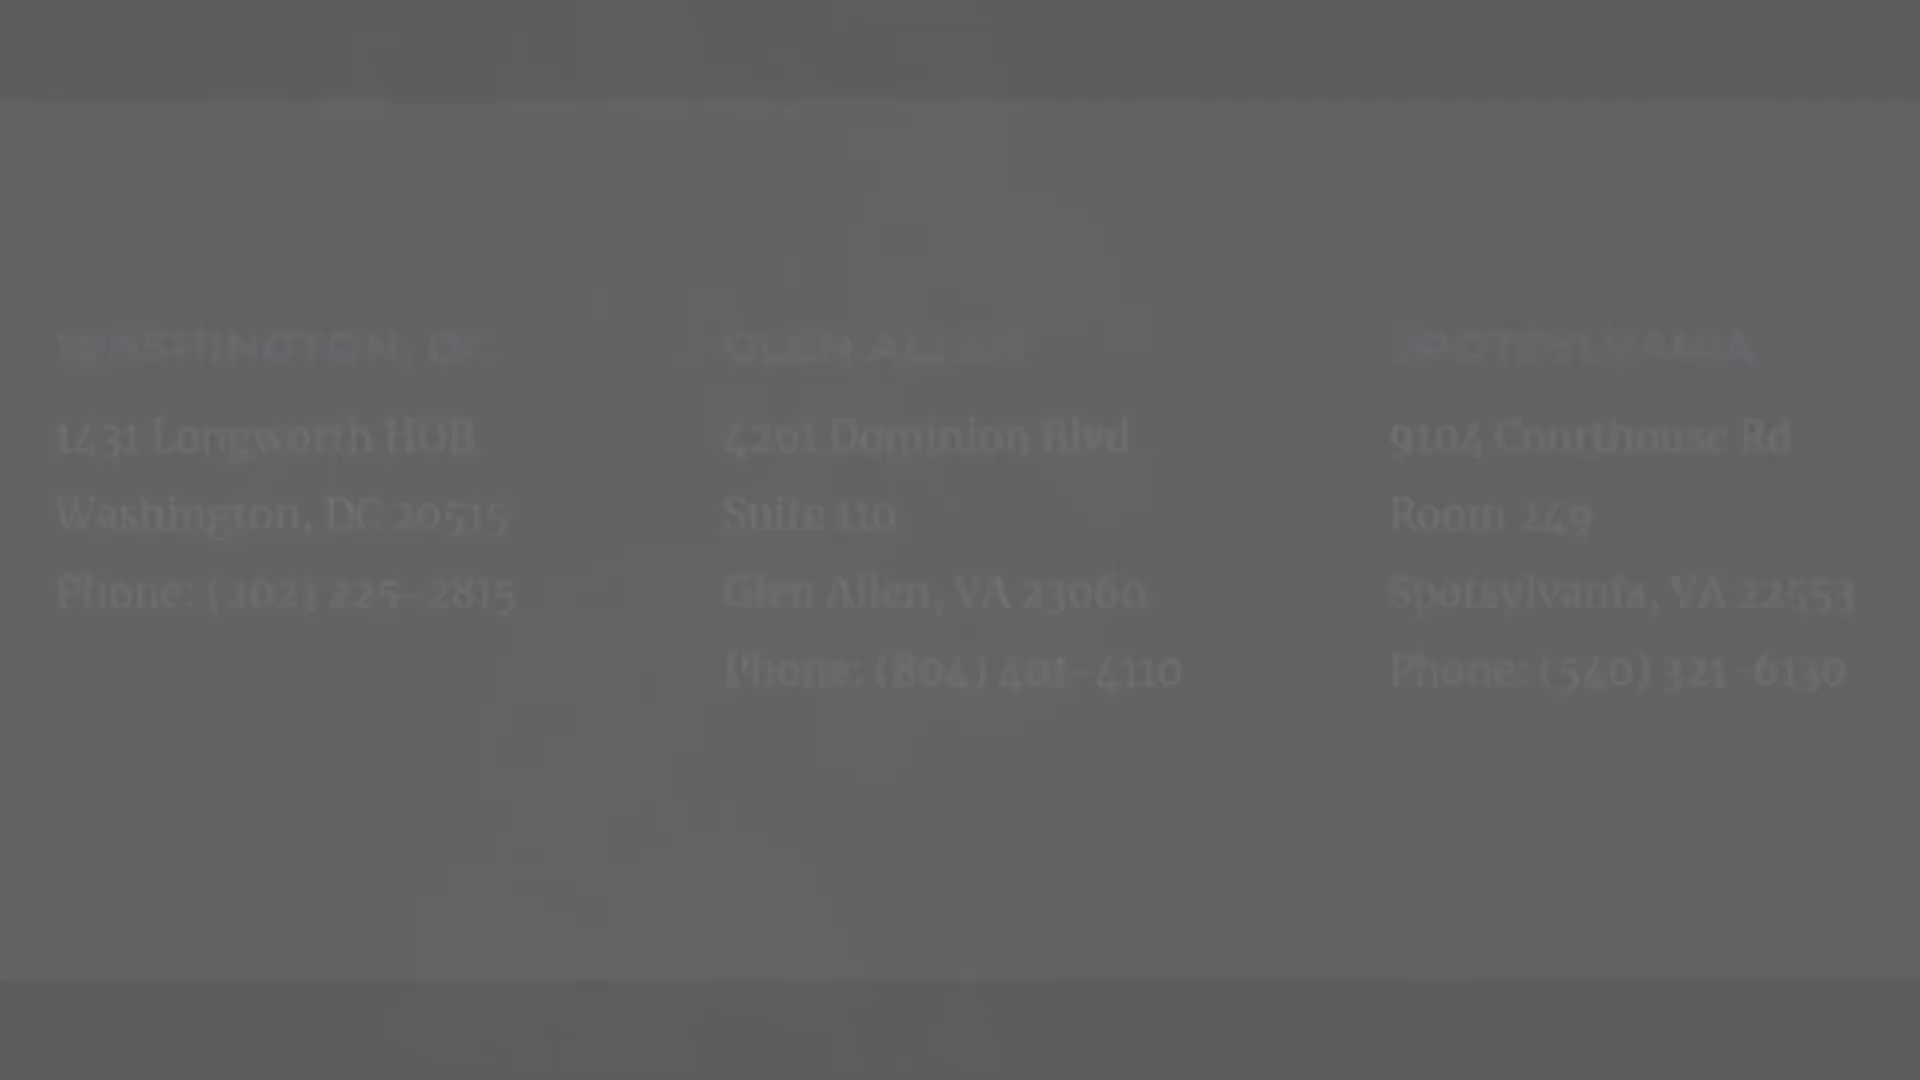 WASHINGTON, DC
1431 Longworth HOB
Washington, DC 20515
Phone: (202) 225-2815
GLEN ALLEN
4201 Dominion Blvd
Suite 110
Glen Allen, VA 23060
Phone: (804) 401-4110
SPOTSYLVANIA
9104 Courthouse Rd
Room 249
Spotsylvania, VA 22553
Phone: (540) 321-6130